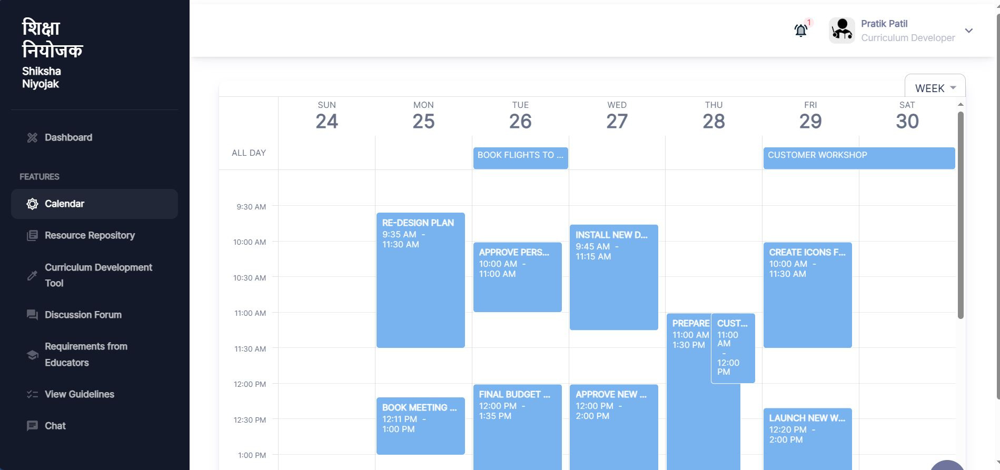 शिक्षा
नियोजक
Shiksha
Niyojak
Dashboard
FEATURES
Calendar
Resource Repository
Curriculum Development
Tool
Discussion Forum
Requirements from
Educators
View Guidelines
Chat
1
Pratik Patil
Curriculum Developer
WEEK
SUN
24
MON
25
TUE
26
WED
27
THU
28
FRI
29
SAT
30
ALL DAY
BOOK FLIGHTS TO ...
CUSTOMER WORKSHOP
9:30 AM
10:00 AM
10:30 AM
11:00 AM
11:30 AM
12:00 PM
12:30 PM
1:00 PM
RE-DESIGN PLAN
9:35 AM -
11:30 AM
BOOK MEETING ...
12:11 PM -
1:00 PM
APPROVE PERS...
10:00 AM -
11:00 AM
FINAL BUDGET ...
12:00 PM -
1:35 PM
INSTALL NEW D...
9:45 AM -
11:15 AM
APPROVE NEW ...
12:00 PM -
2:00 PM
PREPARE
11:00 AM
1:30 PM
CUST...
11:00
AM
-
12:00
PM
CREATE ICONS F...
10:00 AM -
11:30 AM
LAUNCH NEW W...
12:20 PM -
2:00 PM